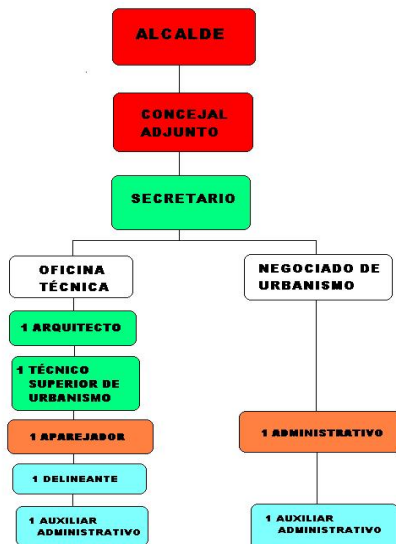 ALCALDE
CONCEJAL
ADJUNTO
SECRETARIO
OFICINA
TÉCNICA
NEGOCIADO DE
URBANISMO
1 ARQUITECTO
1 TÉCNICO
SUPERIOR DE
URBANISMO
1 APAREJADOR
1 ADMINISTRATIVO
1 DELINEANTE
1 AUXILIAR
ADMINISTRATIVO
1 AUXILIAR
ADMINISTRATIVO